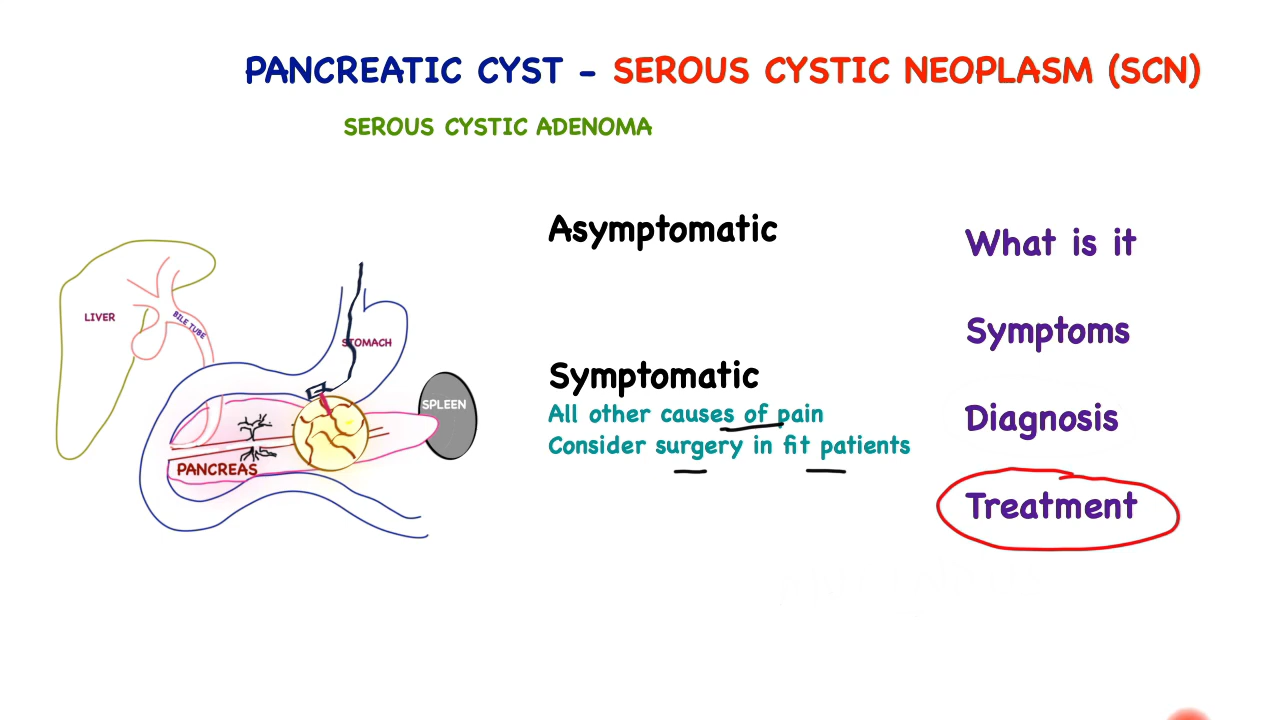 PANCREATIC CYST - SEROUS CYSTIC NEOPLASM (SCN)
SEROUS CYSTIC ADENOMA
Asymptomatic
Symptomatic
All other causes of pain
Consider surgery in fit patients
What is it
Symptoms
Diagnosis
Treatment
LIVER
BILE TUBE
STOMACH
SPLEEN
PANCREAS